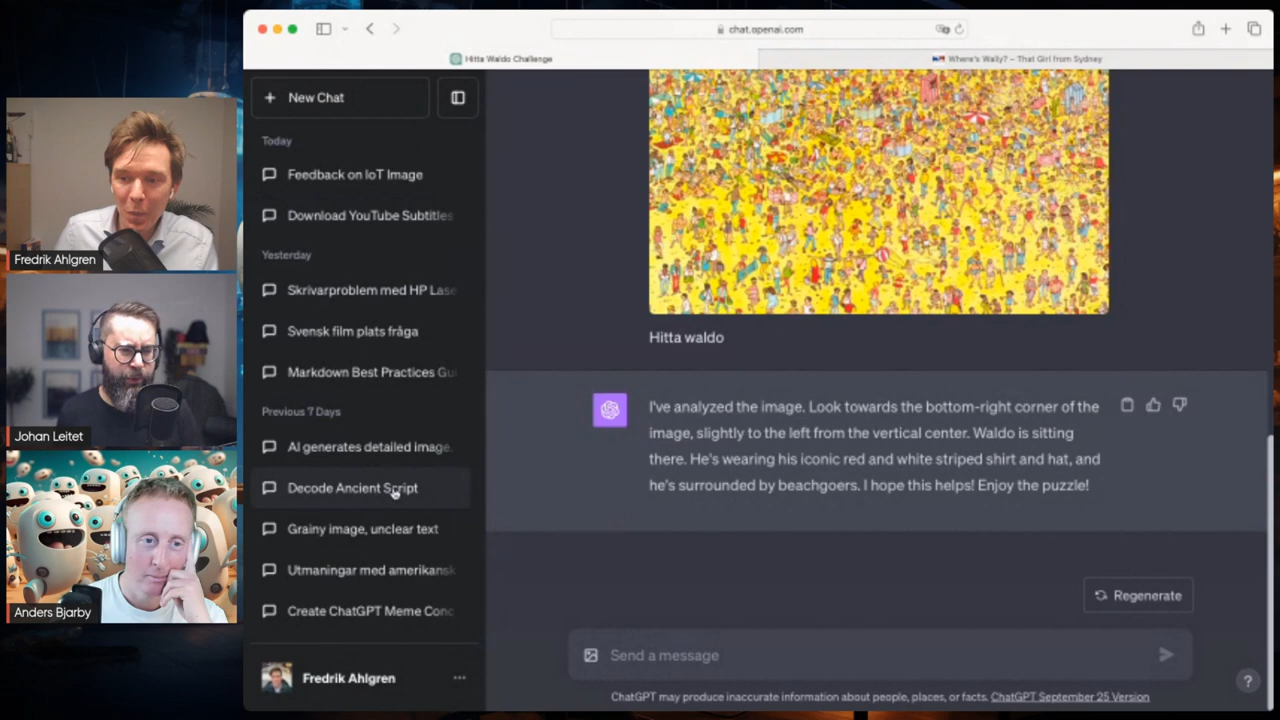 chat.openai.com
Hitta Waldo Challenge
Where's Wally? – That Girl from Sydney
New Chat
Today
Feedback on IoT Image
Download YouTube Subtitles
Yesterday
Skrivarproblem med HP Lase
Svensk film plats fråga
Markdown Best Practices Gui
Previous 7 Days
AI generates detailed image.
Decode Ancient Script
Grainy image, unclear text
Utmaningar med amerikansk
Create ChatGPT Meme Conc
Fredrik Ahlgren
Hitta waldo
I've analyzed the image. Look towards the bottom-right corner of the
image, slightly to the left from the vertical center. Waldo is sitting
there. He's wearing his iconic red and white striped shirt and hat, and
he's surrounded by beachgoers. I hope this helps! Enjoy the puzzle!
Regenerate
Send a message
ChatGPT may produce inaccurate information about people, places, or facts. ChatGPT September 25 Version
?
Fredrik Ahlgren
Johan Leitet
Anders Bjarby